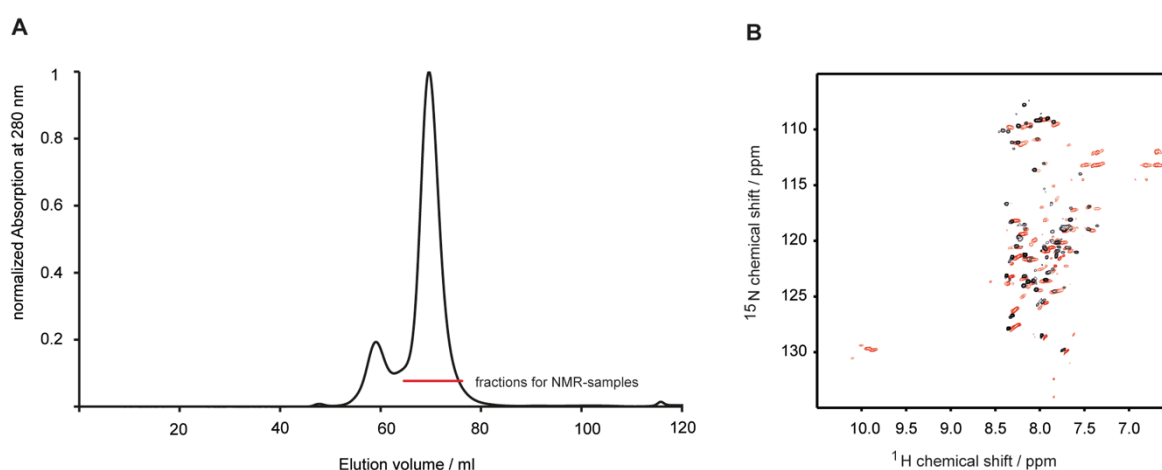 A
normalized Absorption at 280 nm
1
0.8
0.6
0.4
0.2
fractions for NMR-samples
20
40
60
80
100
120
Elution volume / ml
B
15N chemical shift / ppm
110
115
120
125
130
10.0 9.5 9.0 8.5 8.0 7.5 7.0
1H chemical shift / ppm